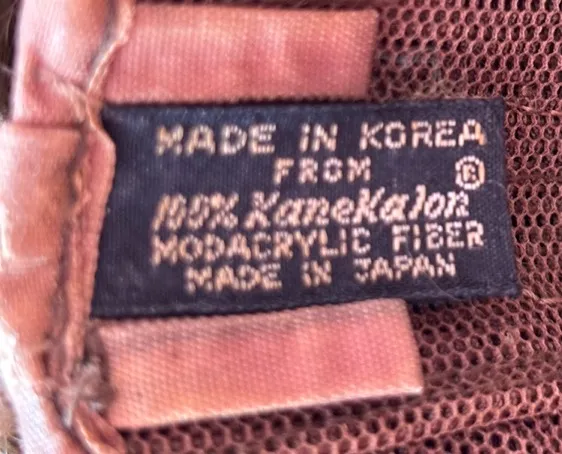 MADE IN KOREA
FROM ®
100% Kanekalon
MODACRYLIC FIBER
MADE IN JAPAN